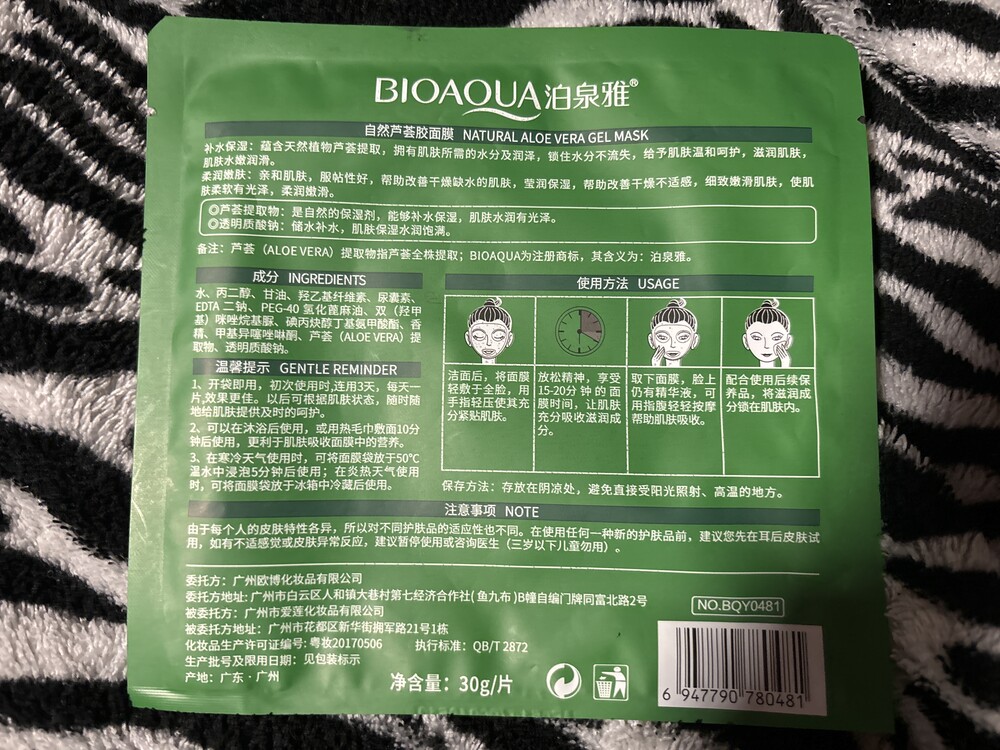 BIOAQUA泊泉雅®
自然芦荟胶面膜 NATURAL ALOE VERA GEL MASK
补水保湿：蕴含天然植物芦荟提取，拥有肌肤所需的水分及润泽，锁住水分不流失，给予肌肤温和呵护，滋润肌肤，
肌肤水嫩润滑。
柔润嫩肤：亲和肌肤，服帖性好，帮助改善干燥缺水的肌肤，莹润保湿，帮助改善干燥不适感，细致嫩滑肌肤，使肌
肤柔软有光泽，柔润嫩滑。
◎芦荟提取物：是自然的保湿剂，能够补水保湿，肌肤水润有光泽。
◎透明质酸钠：储水补水，肌肤保湿水润饱满。
备注：芦荟（ALOE VERA）提取物指芦荟全株提取；BIOAQUA为注册商标，其含义为：泊泉雅。
成分 INGREDIENTS
水、丙二醇、甘油、羟乙基纤维素、尿囊素、
EDTA 二钠、PEG-40 氢化蓖麻油、双（羟甲
基）咪唑烷基脲、碘丙炔醇丁基氨甲酸酯、香
精、甲基异噻唑啉酮、芦荟（ALOE VERA）提
取物、透明质酸钠。
温馨提示 GENTLE REMINDER
1、开袋即用，初次使用时,连用3天，每天一
片,效果更佳。以后可根据肌肤状态，随时随
地给肌肤提供及时的呵护。
2、可以在沐浴后使用，或用热毛巾敷面10分
钟后使用，更利于肌肤吸收面膜中的营养。
3、在寒冷天气使用时，可将面膜袋放于50℃
温水中浸泡5分钟后使用；在炎热天气使用
时，可将面膜袋放于冰箱中冷藏后使用。
使用方法 USAGE
洁面后，将面膜
轻敷于全脸，用
手指轻压使其充
分紧贴肌肤。
放松精神，享受
15-20分钟的面
膜时间，让肌肤
充分吸收滋润成
分。
取下面膜，脸上
仍有精华液，可
用指腹轻轻按摩
帮助肌肤吸收。
配合使用后续保
养品，将滋润成
分锁在肌肤内。
保存方法：存放在阴凉处，避免直接受阳光照射、高温的地方。
注意事项 NOTE
由于每个人的皮肤特性各异，所以对不同护肤品的适应性也不同。在使用任何一种新的护肤品前，建议您先在耳后皮肤试
用，如有不适感觉或皮肤异常反应，建议暂停使用或咨询医生（三岁以下儿童勿用）。
委托方：广州欧博化妆品有限公司
委托方地址：广州市白云区人和镇大巷村第七经济合作社(鱼九布)B幢自编门牌同富北路2号
被委托方：广州市爱莲化妆品有限公司
被委托方地址：广州市花都区新华街拥军路21号1栋
化妆品生产许可证编号: 粤妆20170506 执行标准：QB/T 2872
生产批号及限用日期：见包装标示
产地：广东·广州
净含量：30g/片
NO.BQY0481
6 947790 780481